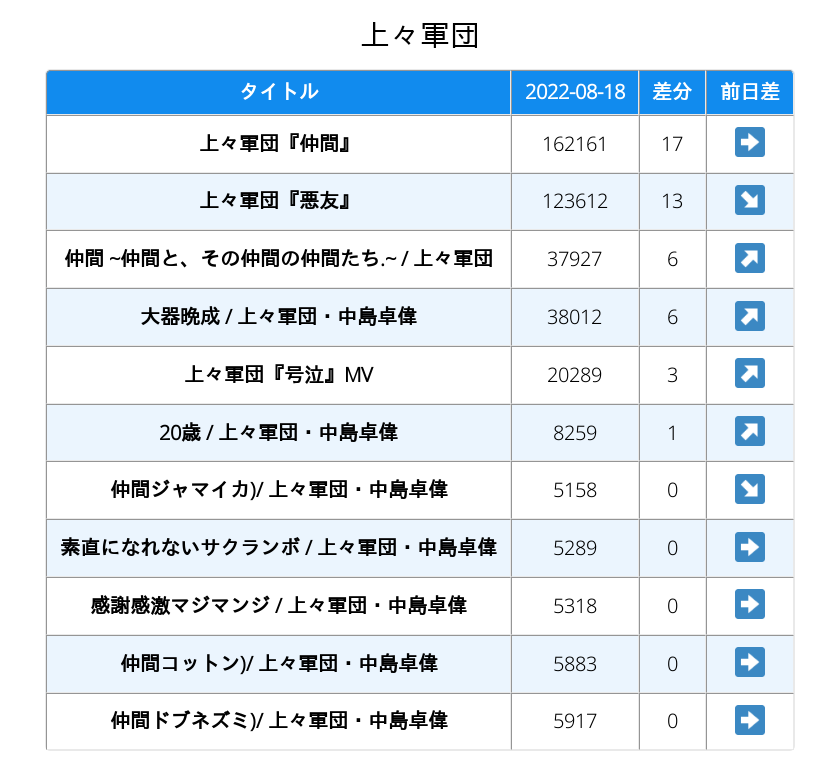 上々軍団
タイトル 2022-08-18 差分 前日差
上々軍団『仲間』 162161 17 ➡
上々軍団『悪友』 123612 13 ↘
仲間 ~仲間と、その仲間の仲間たち.~ / 上々軍団 37927 6 ↗
大器晩成 / 上々軍団・中島卓偉 38012 6 ↗
上々軍団『号泣』MV 20289 3 ↗
20歳 / 上々軍団・中島卓偉 8259 1 ↗
仲間ジャマイカ)/ 上々軍団・中島卓偉 5158 0 ↘
素直になれないサクランボ / 上々軍団・中島卓偉 5289 0 ➡
感謝感激マジマンジ / 上々軍団・中島卓偉 5318 0 ➡
仲間コットン)/ 上々軍団・中島卓偉 5883 0 ➡
仲間ドブネズミ)/ 上々軍団・中島卓偉 5917 0 ➡